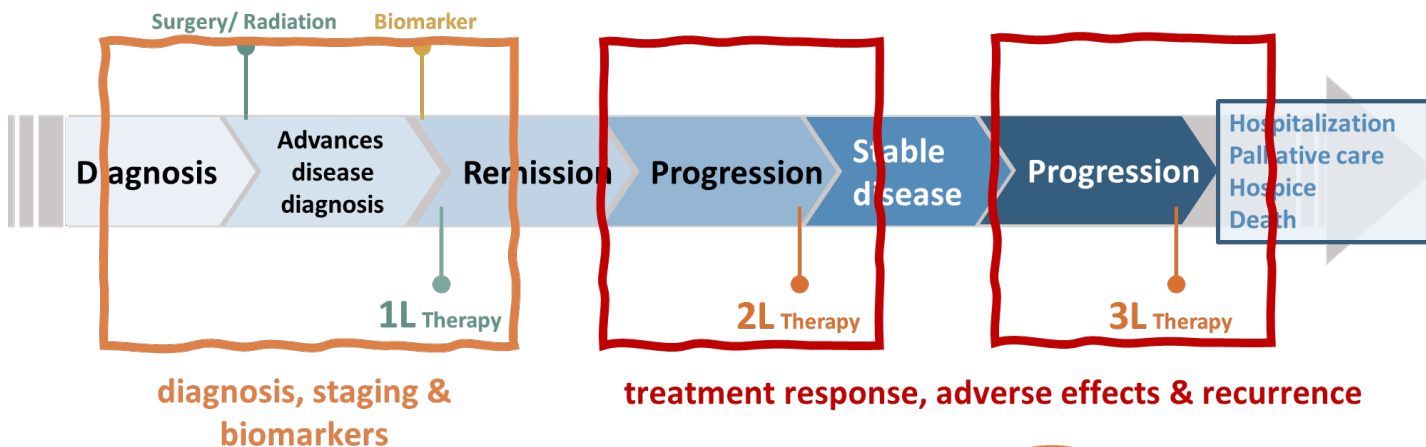 Surgery/ Radiation
Biomarker
Diagnosis
Advances
disease
diagnosis
Remission
Progression
Stable
disease
Progression
Hospitalization
Palliative care
Hospice
Death
1L Therapy
2L Therapy
3L Therapy
diagnosis, staging &
biomarkers
treatment response, adverse effects & recurrence